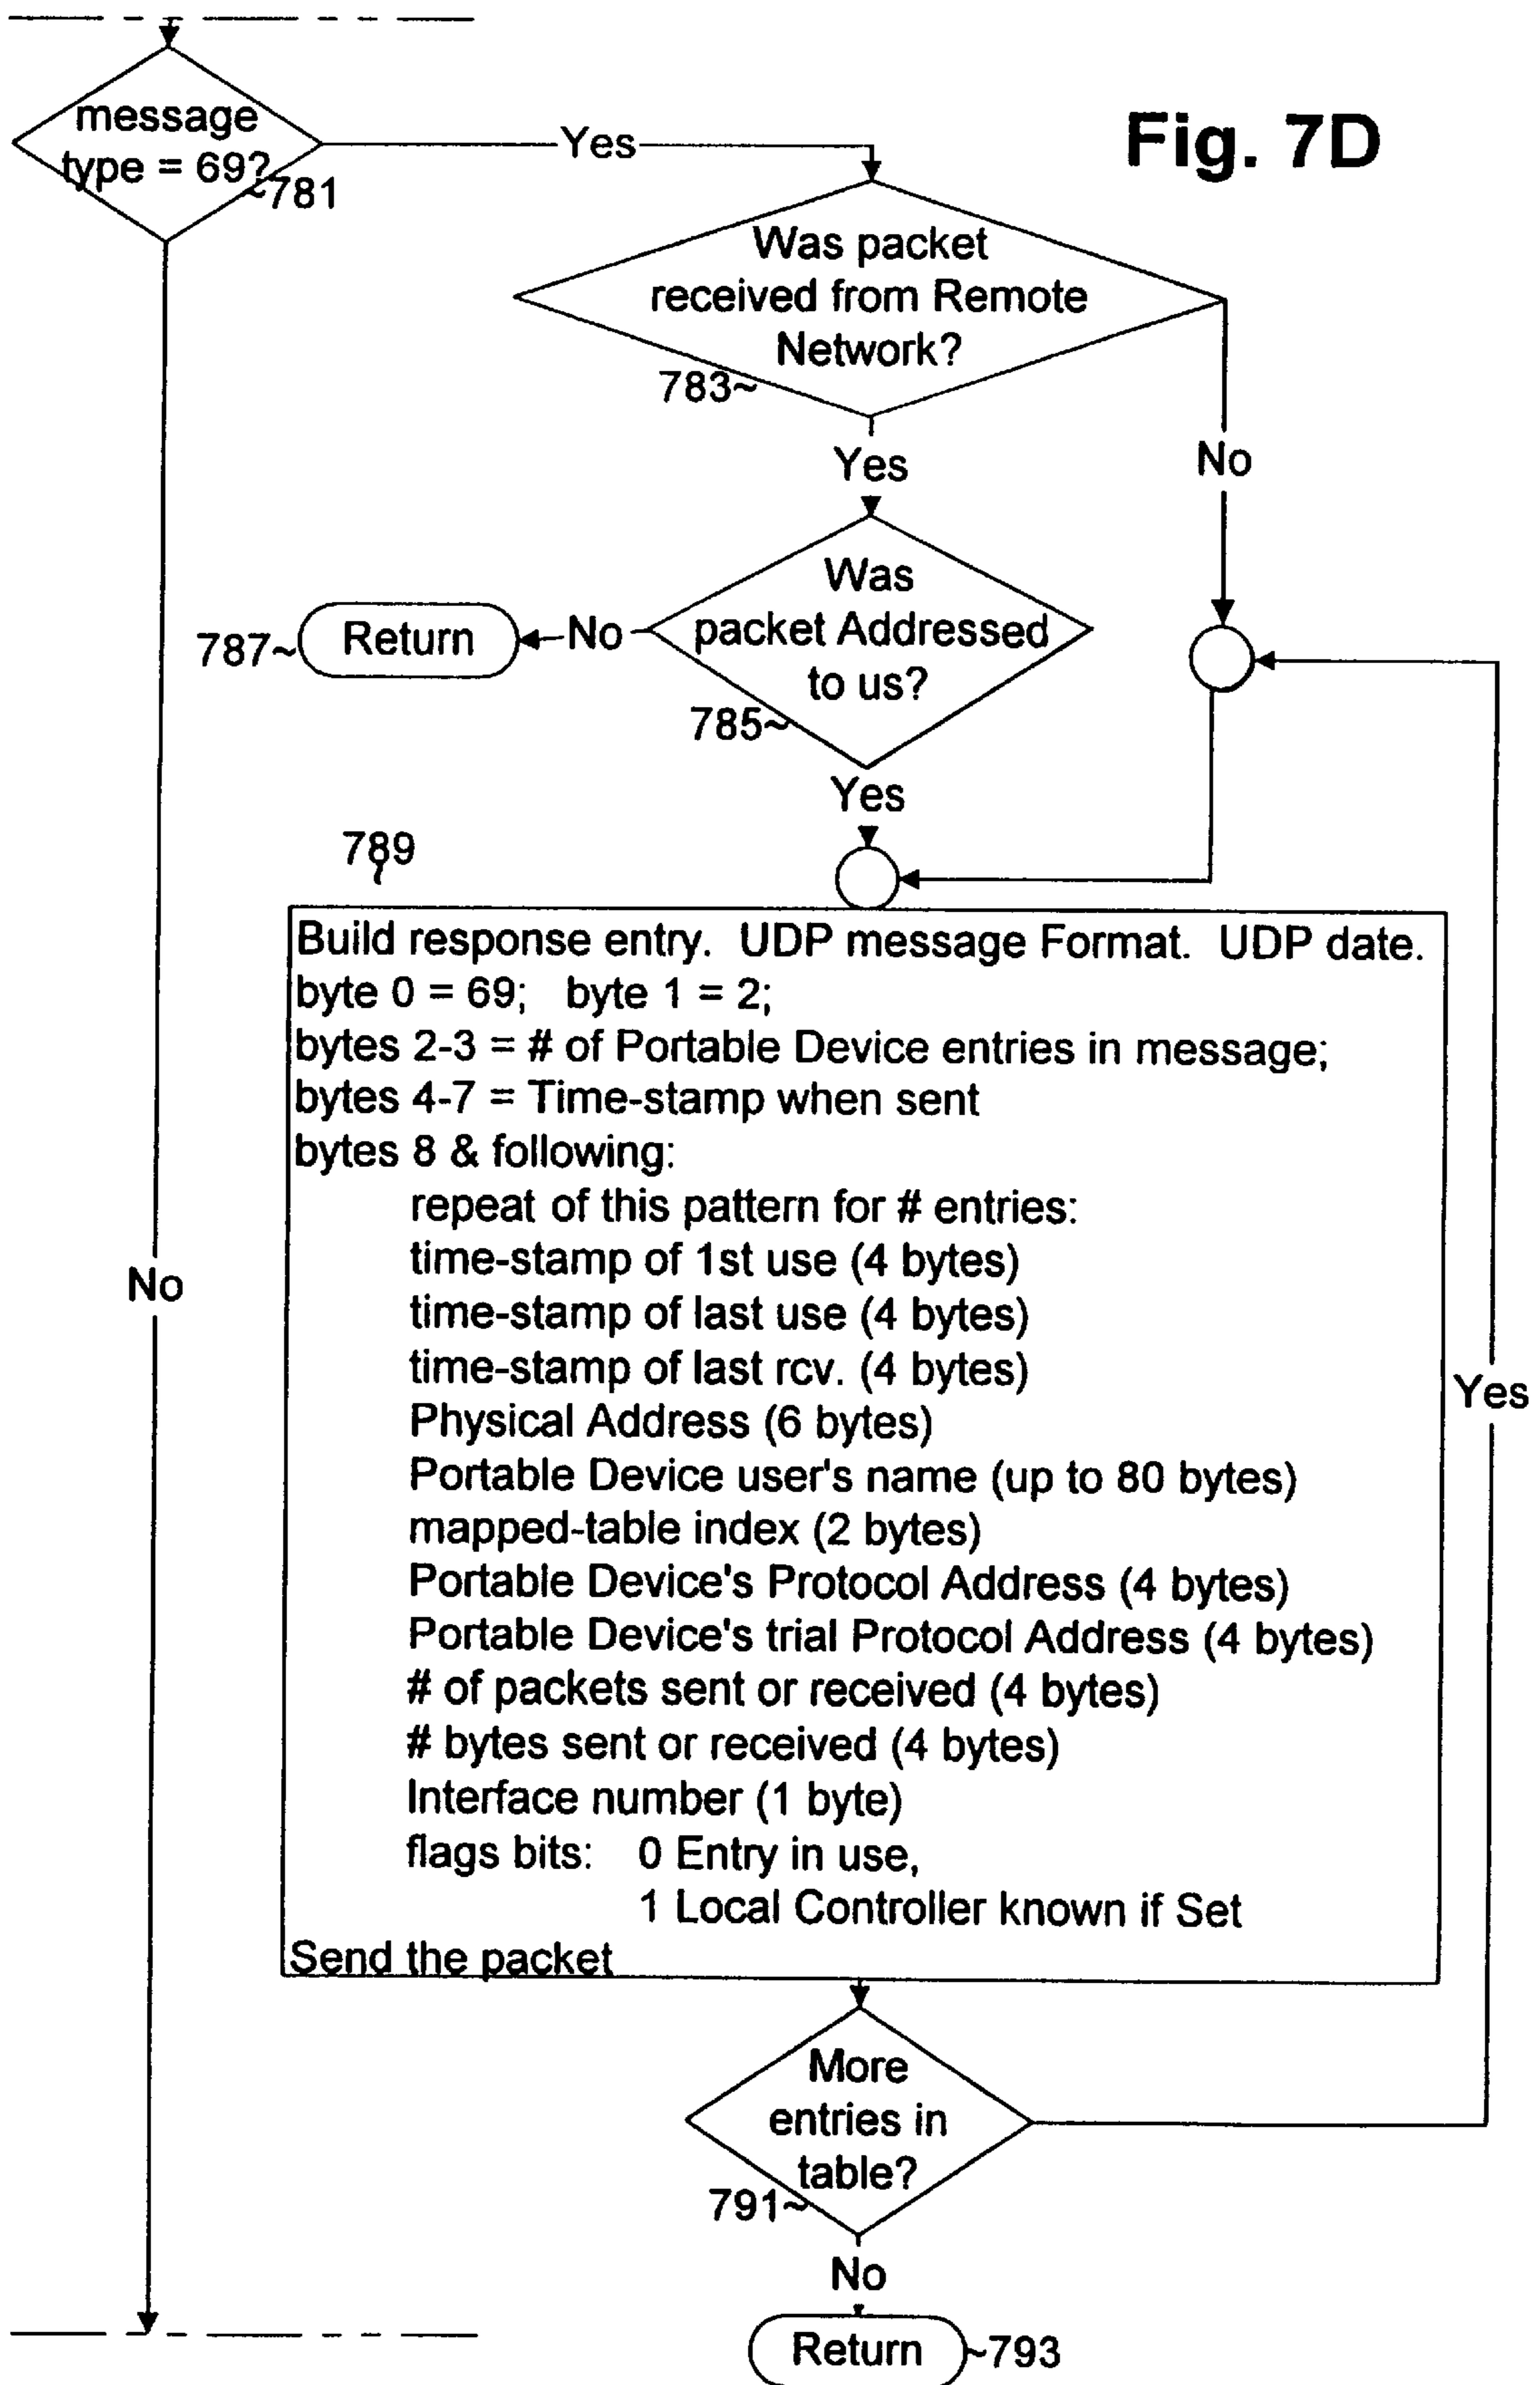 Fig. 7D
message
type = 69?
~781
Yes
Was packet
received from Remote
Network?
783~
Yes
No
Was
packet Addressed
to us?
785~
No
Return
787~
Yes
789
Build response entry. UDP message Format. UDP date.
byte 0 = 69; byte 1 = 2;
bytes 2-3 = # of Portable Device entries in message;
bytes 4-7 = Time-stamp when sent
bytes 8 & following:
repeat of this pattern for # entries:
time-stamp of 1st use (4 bytes)
time-stamp of last use (4 bytes)
time-stamp of last rcv. (4 bytes)
Physical Address (6 bytes)
Portable Device user's name (up to 80 bytes)
mapped-table index (2 bytes)
Portable Device's Protocol Address (4 bytes)
Portable Device's trial Protocol Address (4 bytes)
# of packets sent or received (4 bytes)
# bytes sent or received (4 bytes)
Interface number (1 byte)
flags bits: 0 Entry in use,
1 Local Controller known if Set
Send the packet
No
Yes
More
entries in
table?
791~
No
Return
~793